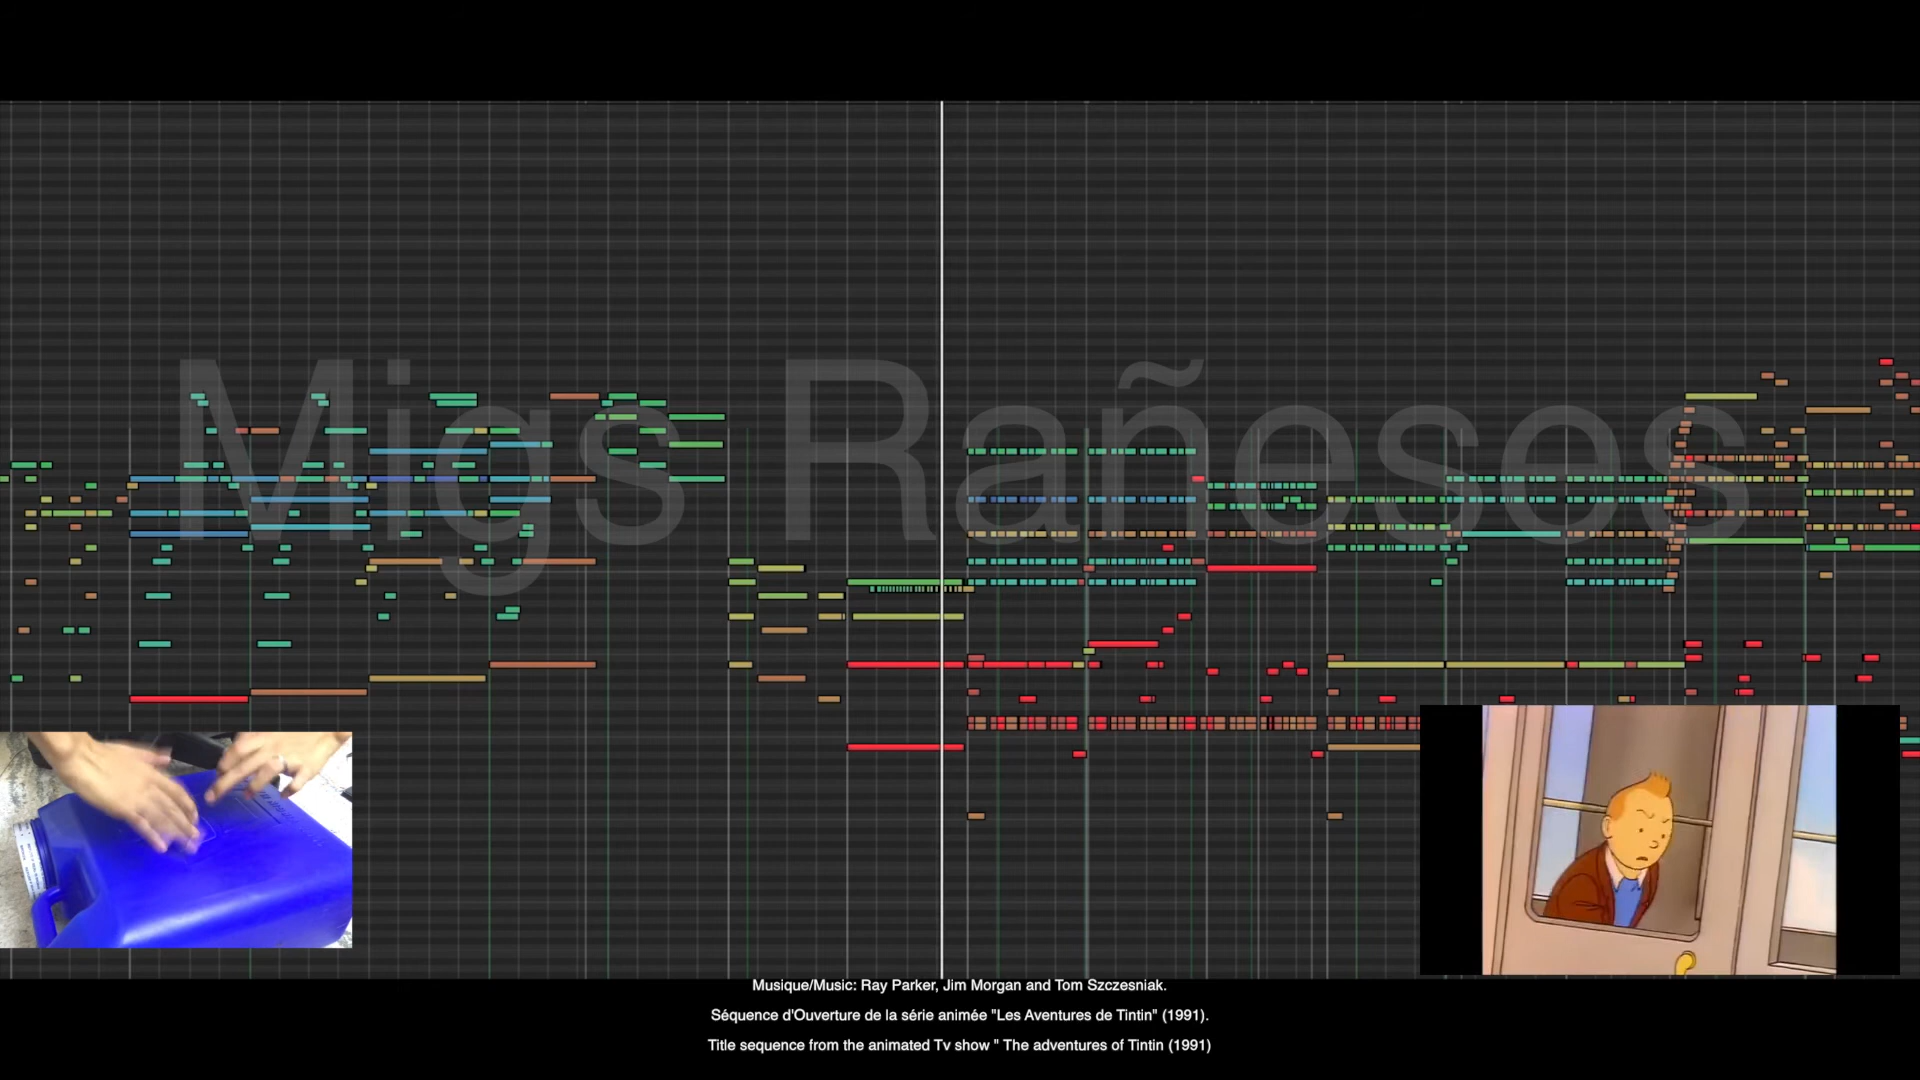 Migs Rañeses
Musique/Music: Ray Parker, Jim Morgan and Tom Szczesniak.
Séquence d'Ouverture de la série animée "Les Aventures de Tintin" (1991).
Title sequence from the animated Tv show " The adventures of Tintin (1991)